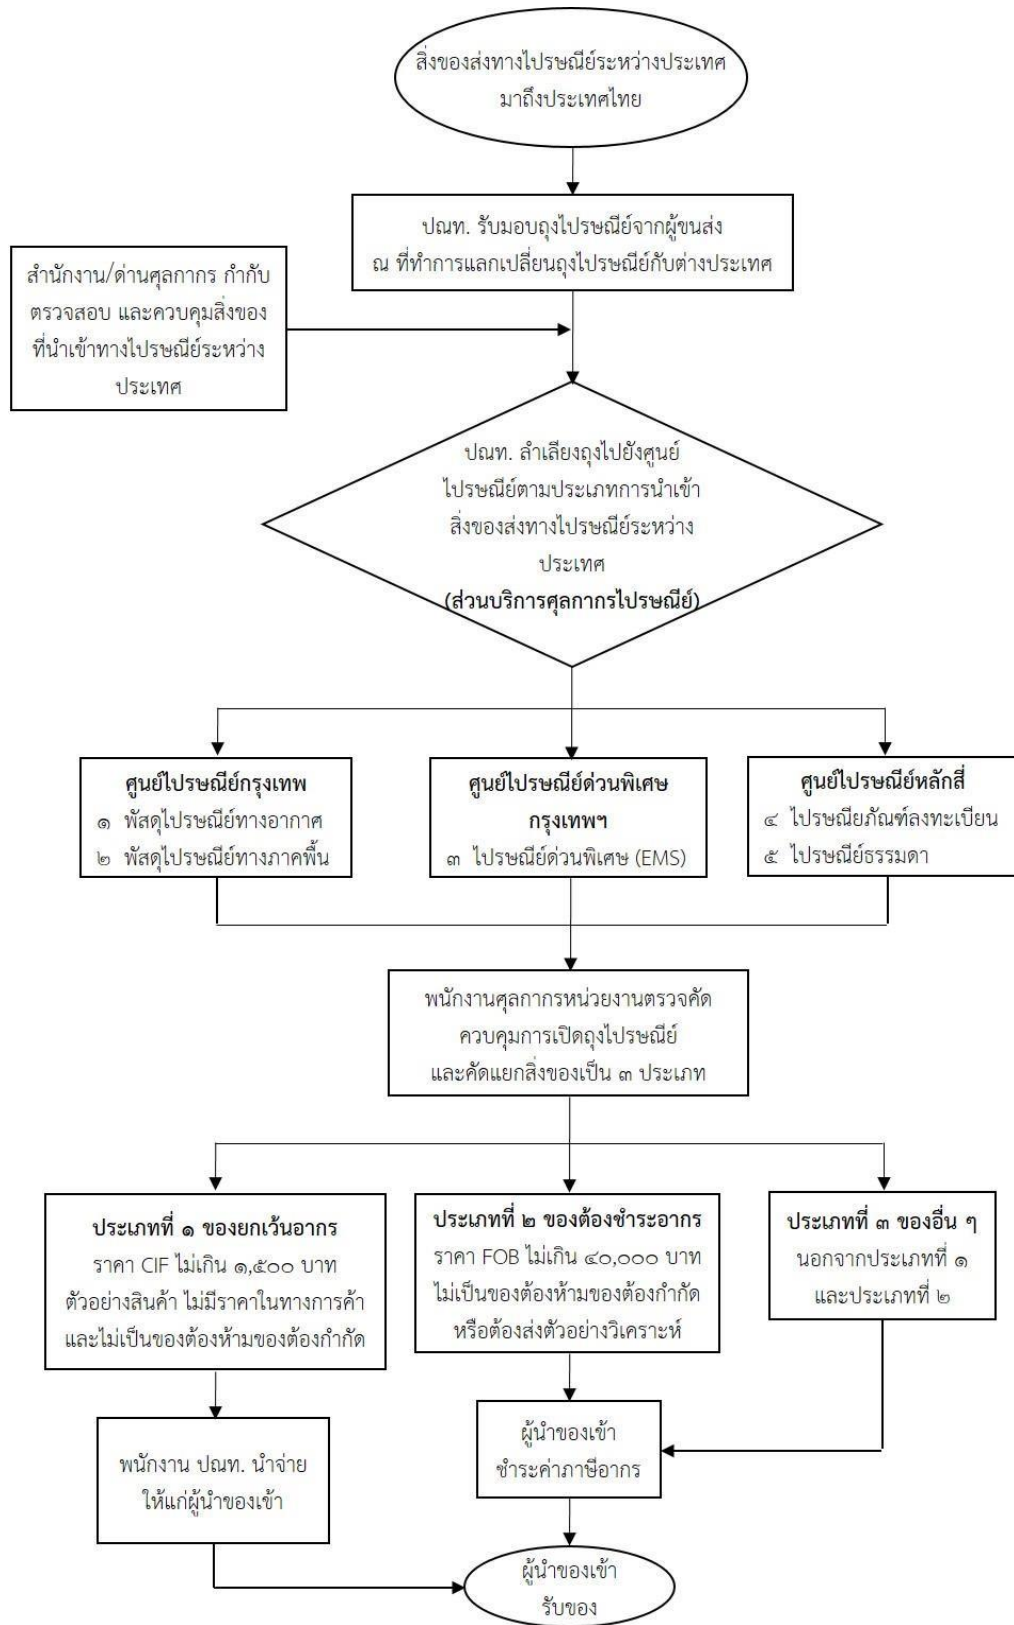 สิ่งของส่งทางไปรษณีย์ระหว่างประเทศ
มาถึงประเทศไทย
ปณท. รับมอบถุงไปรษณีย์จากผู้ขนส่ง
ณ ที่ทำการแลกเปลี่ยนถุงไปรษณีย์กับต่างประเทศ
สำนักงาน/ด่านศุลกากร กำกับ
ตรวจสอบ และควบคุมสิ่งของ
ที่นำเข้าทางไปรษณีย์ระหว่าง
ประเทศ
ปณท. ลำเลียงถุงไปยังศูนย์
ไปรษณีย์ตามประเภทการนำเข้า
สิ่งของส่งทางไปรษณีย์ระหว่าง
ประเทศ
(ส่วนบริการศุลกากรไปรษณีย์)
ศูนย์ไปรษณีย์กรุงเทพ
๑ พัสดุไปรษณีย์ทางอากาศ
๒ พัสดุไปรษณีย์ทางภาคพื้น
ศูนย์ไปรษณีย์ด่วนพิเศษ
กรุงเทพฯ
๓ ไปรษณีย์ด่วนพิเศษ (EMS)
ศูนย์ไปรษณีย์หลักสี่
๔ ไปรษณียภัณฑ์ลงทะเบียน
๕ ไปรษณีย์ธรรมดา
พนักงานศุลกากรหน่วยงานตรวจคัด
ควบคุมการเปิดถุงไปรษณีย์
และคัดแยกสิ่งของเป็น ๓ ประเภท
ประเภทที่ ๑ ของยกเว้นอากร
ราคา CIF ไม่เกิน ๑,๕๐๐ บาท
ตัวอย่างสินค้า ไม่มีราคาในทางการค้า
และไม่เป็นของต้องห้ามของต้องกำกัด
ประเภทที่ ๒ ของต้องชำระอากร
ราคา FOB ไม่เกิน ๔๐,๐๐๐ บาท
ไม่เป็นของต้องห้ามของต้องกำกัด
หรือต้องส่งตัวอย่างวิเคราะห์
ประเภทที่ ๓ ของอื่น ๆ
นอกจากประเภทที่ ๑
และประเภทที่ ๒
พนักงาน ปณท. นำจ่าย
ให้แก่ผู้นำของเข้า
ผู้นำของเข้า
ชำระค่าภาษีอากร
ผู้นำของเข้า
รับของ